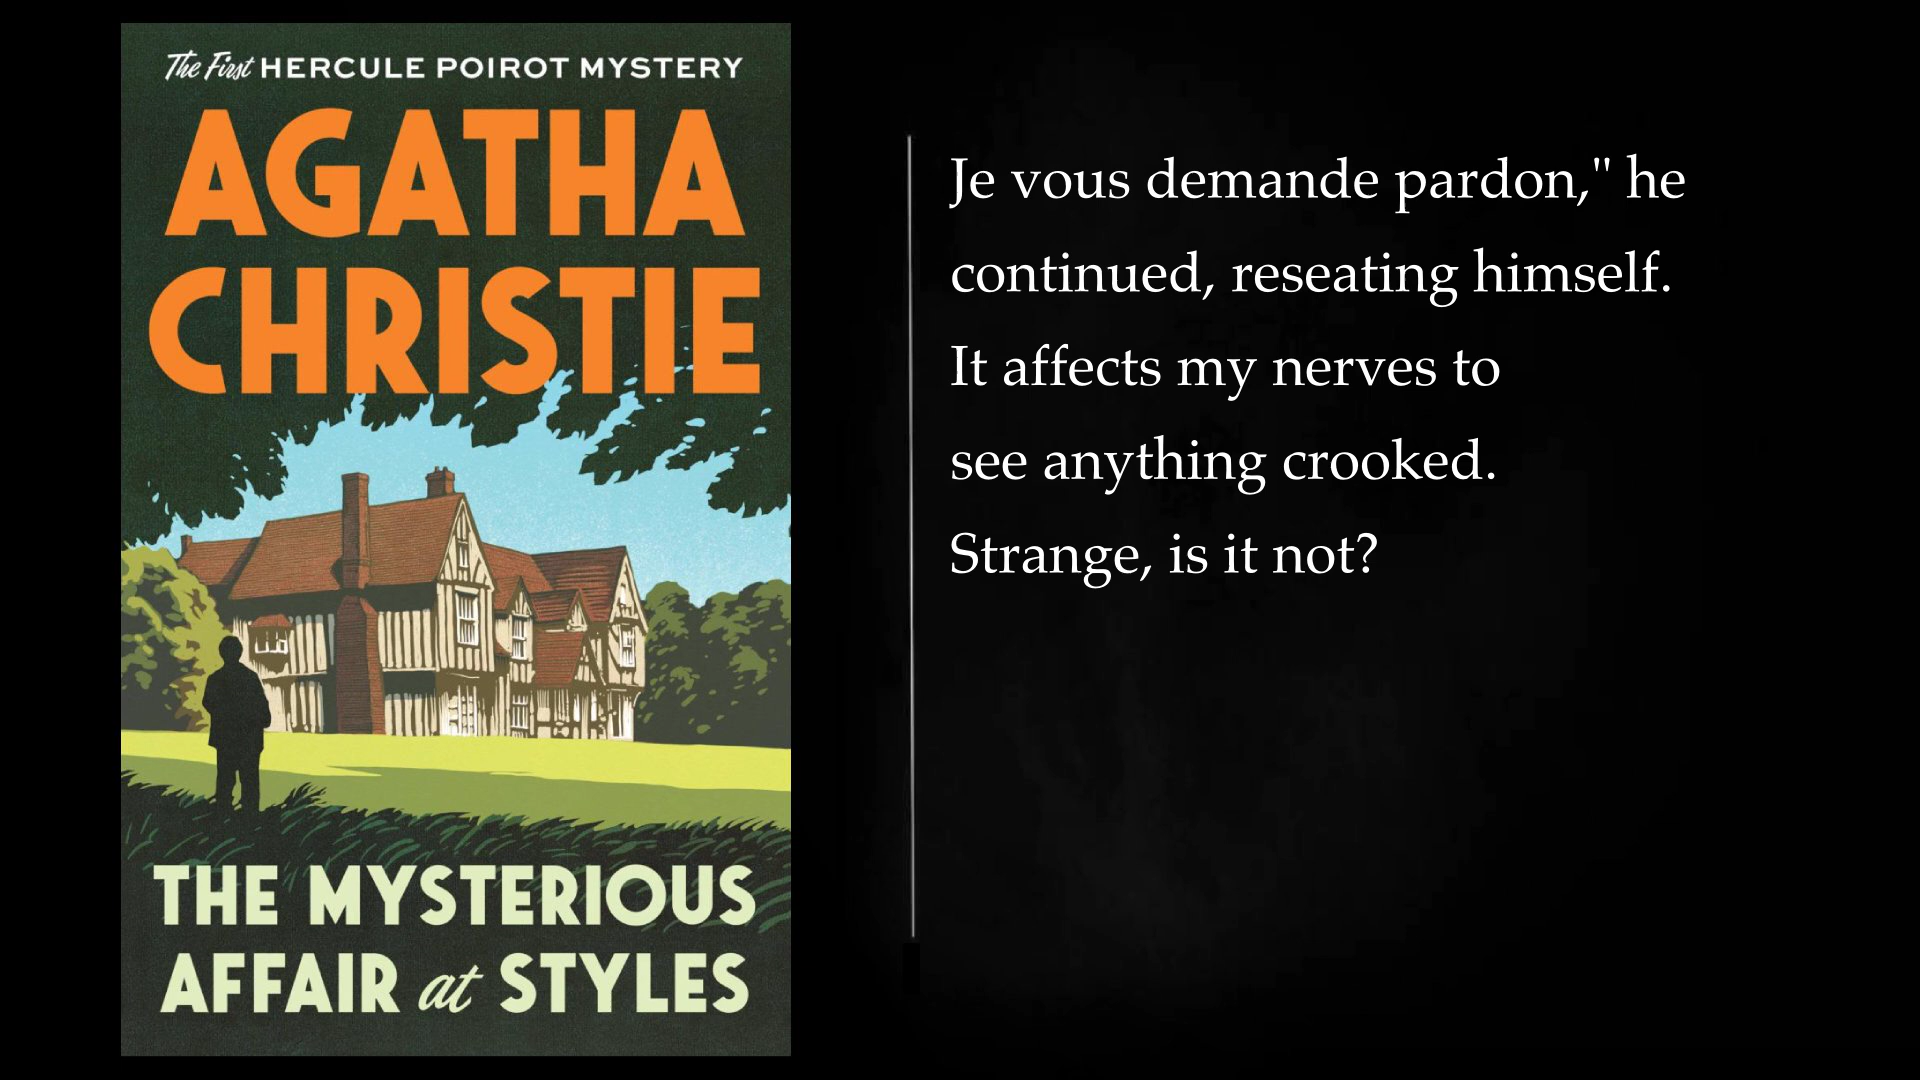 The First HERCULE POIROT MYSTERY
AGATHA
CHRISTIE
THE MYSTERIOUS
AFFAIR at STYLES
Je vous demande pardon," he
continued, reseating himself.
It affects my nerves to
see anything crooked.
Strange, is it not?